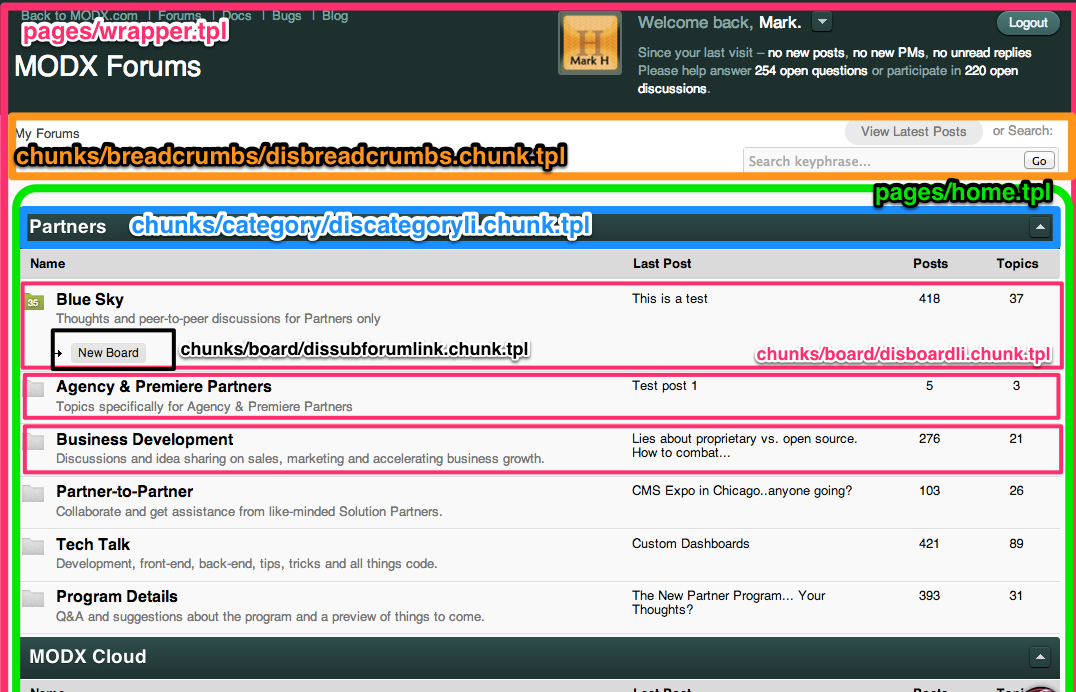 Back to MODX.com | Forums | Docs | Bugs | Blog
pages/wrapper.tpl
MODX Forums
H
Mark H
Welcome back, Mark.
Logout
Since your last visit – no new posts, no new PMs, no unread replies
Please help answer 254 open questions or participate in 220 open
discussions.
My Forums
View Latest Posts or Search:
chunks/breadcrumbs/disbreadcrumbs.chunk.tpl
Search keyphrase... Go
pages/home.tpl
Partners chunks/category/discategoryli.chunk.tpl
Name Last Post Posts Topics
35 Blue Sky This is a test 418 37
Thoughts and peer-to-peer discussions for Partners only
New Board chunks/board/dissubforumlink.chunk.tpl chunks/board/disboardli.chunk.tpl
Agency & Premiere Partners Test post 1 5 3
Topics specifically for Agency & Premiere Partners
Business Development Lies about proprietary vs. open source. 276 21
How to combat...
Discussions and idea sharing on sales, marketing and accelerating business growth.
Partner-to-Partner CMS Expo in Chicago..anyone going? 103 26
Collaborate and get assistance from like-minded Solution Partners.
Tech Talk Custom Dashboards 421 89
Development, front-end, back-end, tips, tricks and all things code.
Program Details The New Partner Program... Your 393 31
Thoughts?
Q&A and suggestions about the program and a preview of things to come.
MODX Cloud
Name Last Post Posts